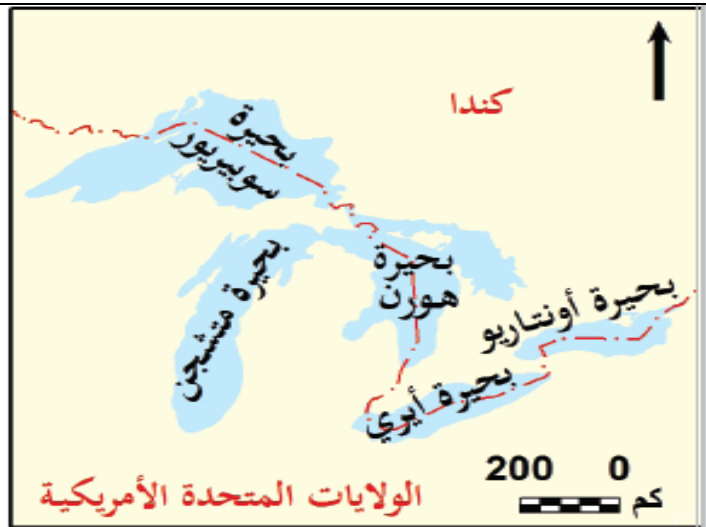 كندا
بحيرة
سوبيريور
بحيرة متشجن
بحيرة
هورن
بحيرة أونتاريو
بحيرة أيري
الولايات المتحدة الأمريكية
200 0
كم